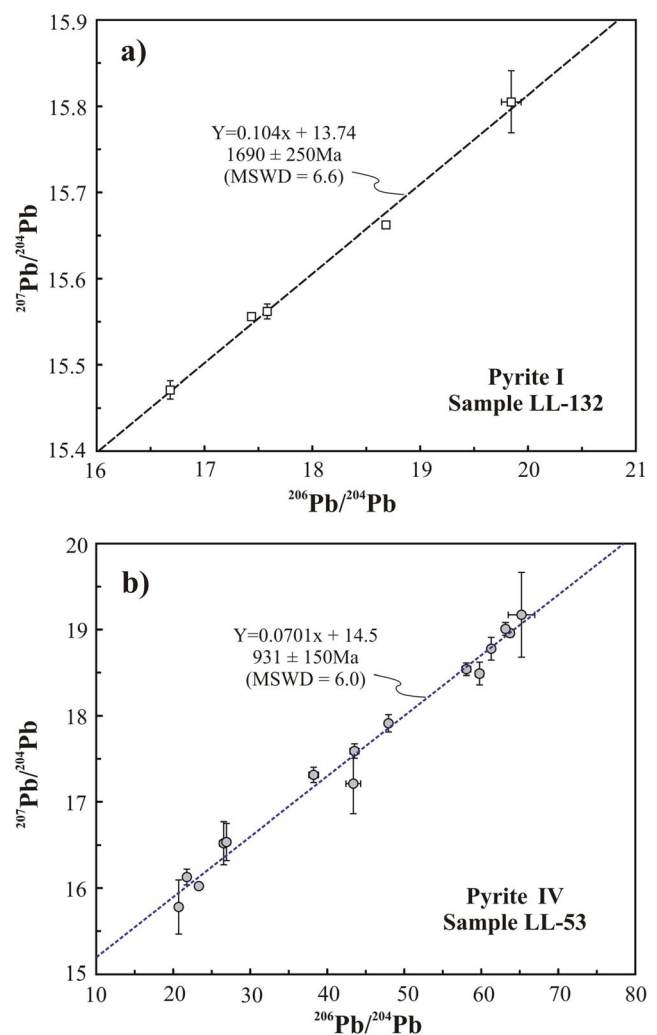 a)
15.9
15.8
15.7
15.6
15.5
15.4
²⁰⁷Pb/²⁰⁴Pb
Y=0.104x + 13.74
1690 ± 250Ma
(MSWD = 6.6)
Pyrite I
Sample LL-132
16 17 18 19 20 21
²⁰⁶Pb/²⁰⁴Pb
b)
20
19
18
17
16
15
²⁰⁷Pb/²⁰⁴Pb
Y=0.0701x + 14.5
931 ± 150Ma
(MSWD = 6.0)
Pyrite IV
Sample LL-53
10 20 30 40 50 60 70 80
²⁰⁶Pb/²⁰⁴Pb